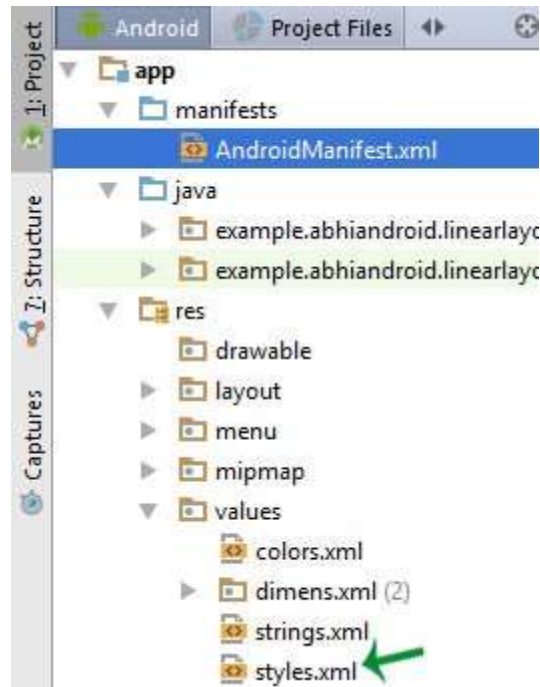 1: Project
7: Structure
Captures
Android
Project Files
app
manifests
AndroidManifest.xml
java
example.abhiandroid.linearlayo
example.abhiandroid.linearlayo
res
drawable
layout
menu
mipmap
values
colors.xml
dimens.xml (2)
strings.xml
styles.xml